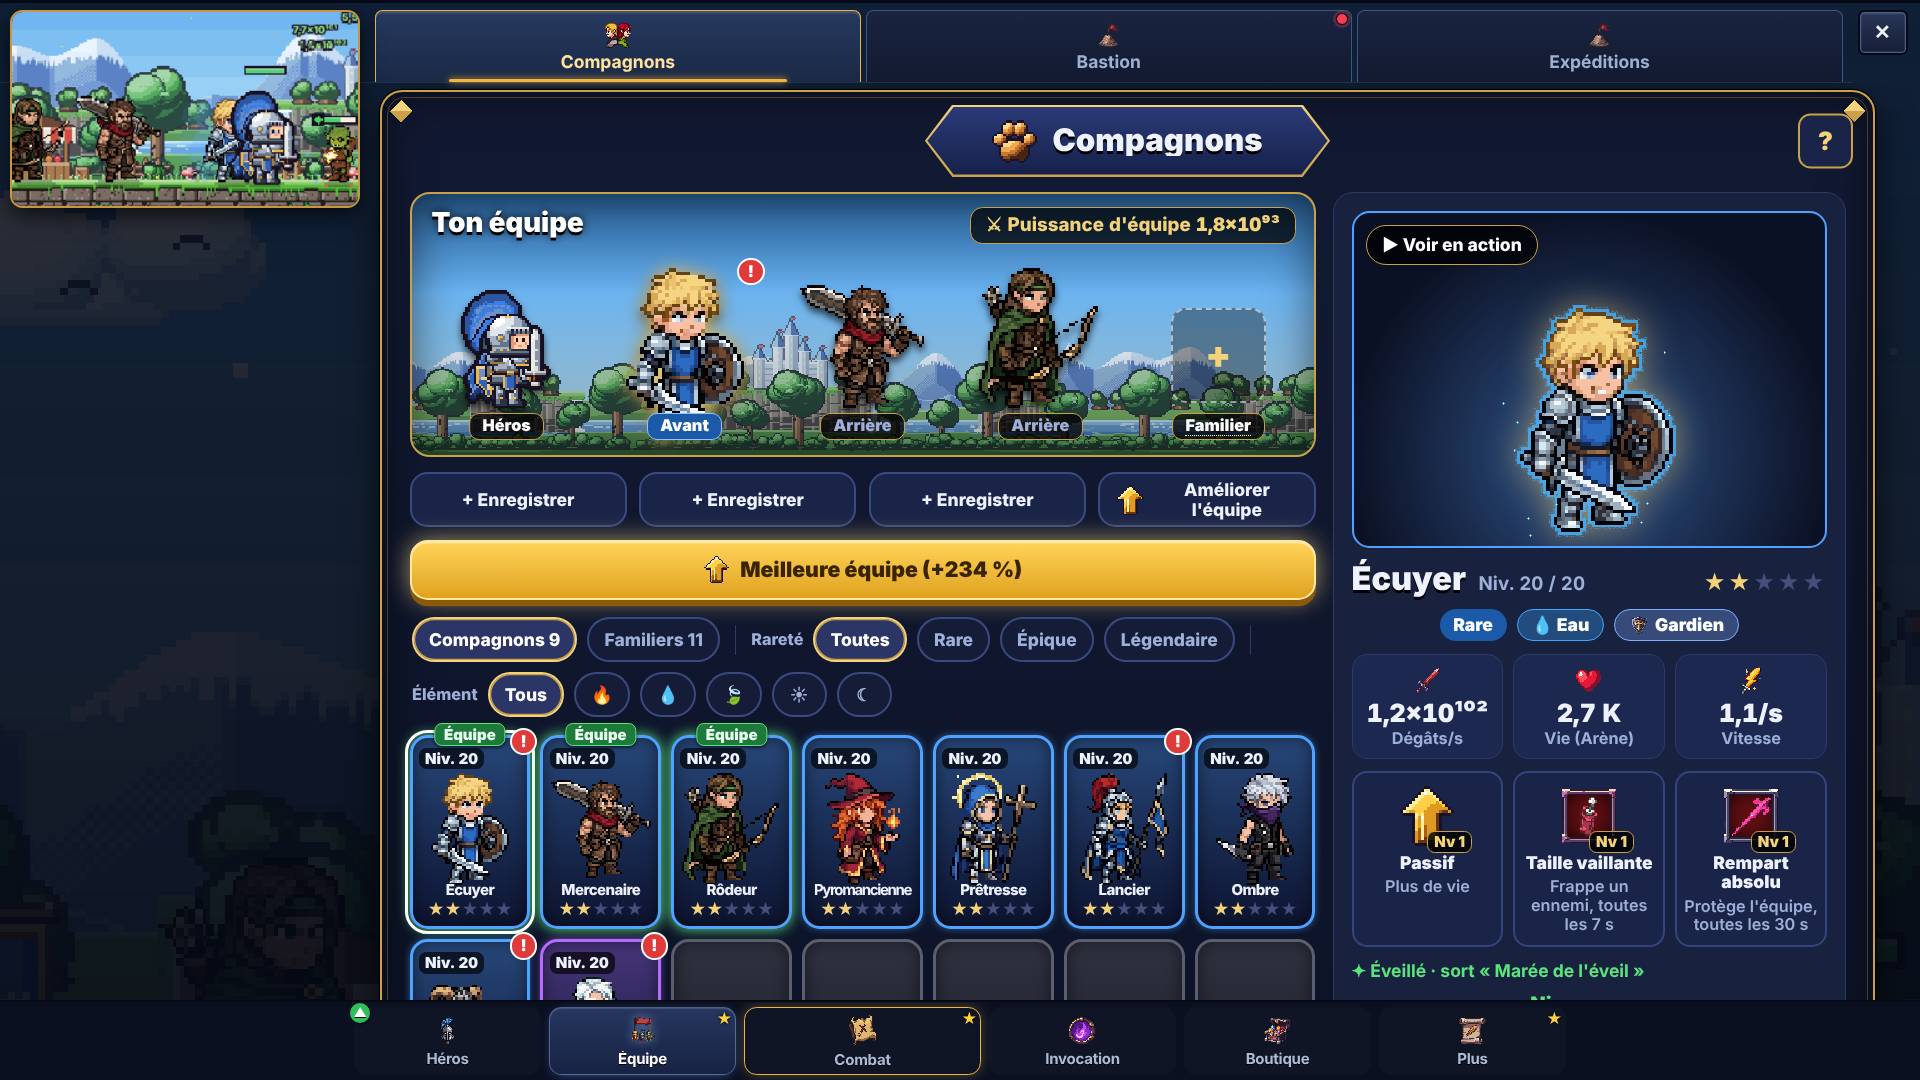 7,7×10
Compagnons
Bastion
Expéditions
×
Compagnons
?
Ton équipe
⚔ Puissance d'équipe 1,8×10⁹³
!
+
Héros
Avant
Arrière
Arrière
Familier
+ Enregistrer
+ Enregistrer
+ Enregistrer
Améliorer
l'équipe
Meilleure équipe (+234 %)
Compagnons 9
Familiers 11
Rareté
Toutes
Rare
Épique
Légendaire
Élément
Tous
Équipe
!
Équipe
Équipe
!
Niv. 20
Niv. 20
Niv. 20
Niv. 20
Niv. 20
Niv. 20
Niv. 20
Écuyer
Mercenaire
Rôdeur
Pyromancienne
Prêtresse
Lancier
Ombre
!
!
Niv. 20
Niv. 20
▶ Voir en action
Écuyer Niv. 20 / 20
Rare
Eau
Gardien
1,2×10¹⁰²
Dégâts/s
2,7 K
Vie (Arène)
1,1/s
Vitesse
Nv 1
Passif
Plus de vie
Nv 1
Taille vaillante
Frappe un
ennemi, toutes
les 7 s
Nv 1
Rempart
absolu
Protège l'équipe,
toutes les 30 s
✦ Éveillé · sort « Marée de l'éveil »
Héros
Équipe
Combat
Invocation
Boutique
Plus